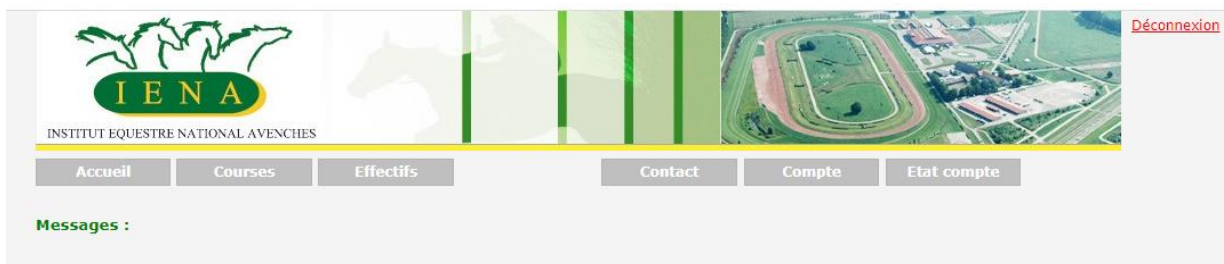 Déconnexion
IENA
INSTITUT EQUESTRE NATIONAL AVENCHES
Accueil Courses Effectifs Contact Compte Etat compte
Messages :